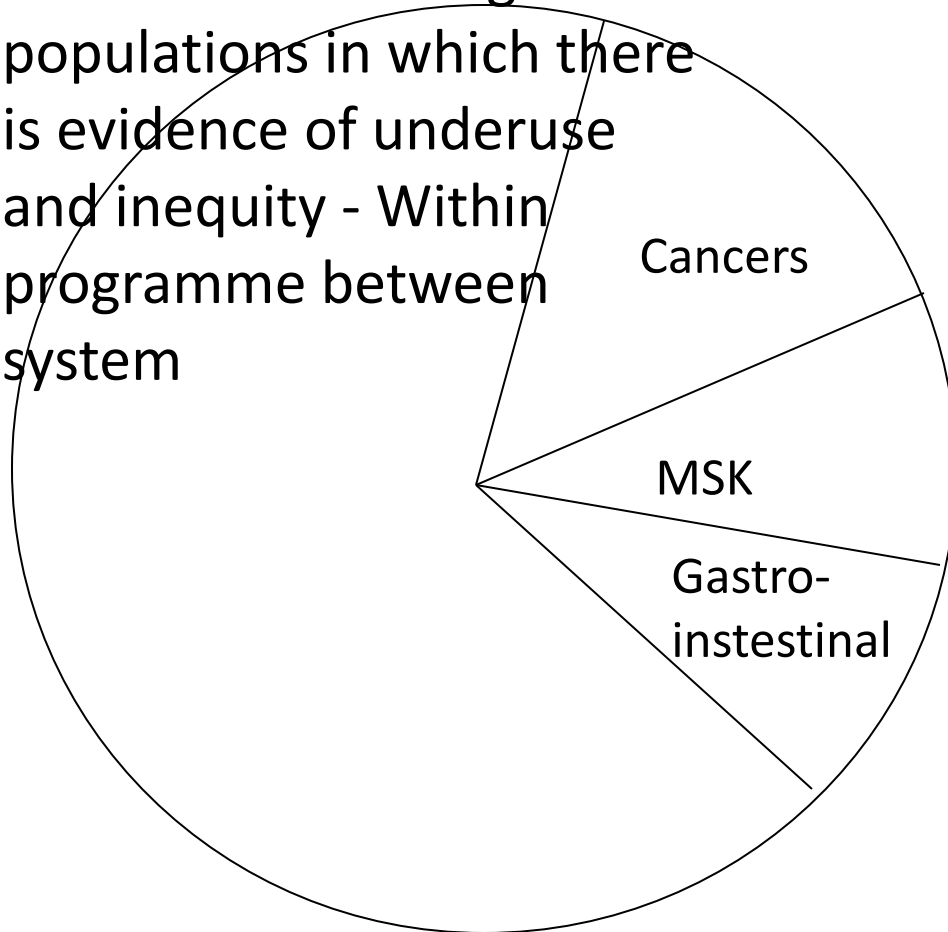 populations in which there
is evidence of underuse
and inequity - Within
programme between
system
Cancers
MSK
Gastro-
instestinal